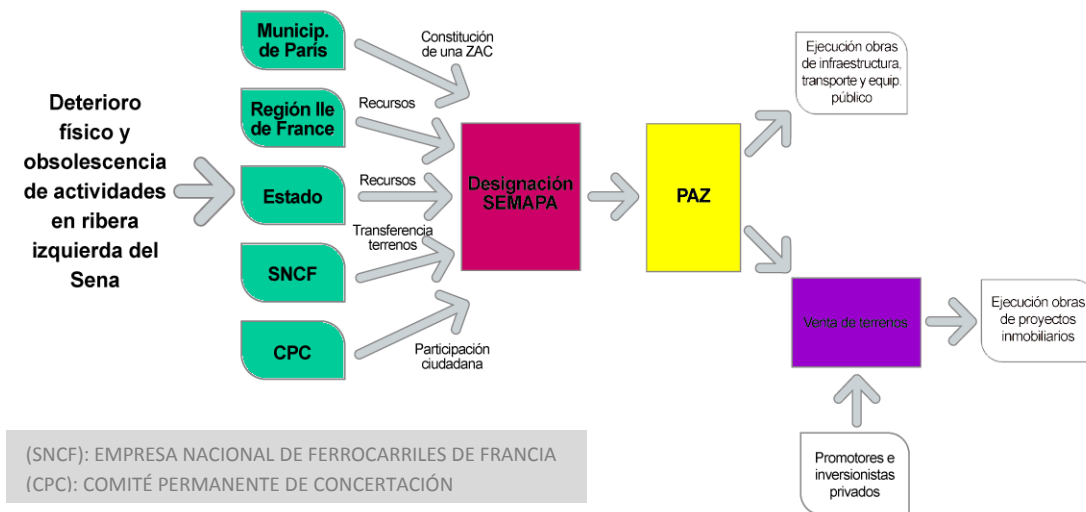 Deterioro
físico y
obsolescencia
de actividades
en ribera
izquierda del
Sena
Municip.
de París
Región Ile
de France
Estado
SNCF
CPC
Constitución
de una ZAC
Recursos
Recursos
Transferencia
terrenos
Participación
ciudadana
Designación
SEMAPA
PAZ
Ejecución obras
de infraestructura,
transporte y equip.
público
Venta de terrenos
Ejecución obras
de proyectos
inmobiliarios
Promotores e
inversionistas
privados
(SNCF): EMPRESA NACIONAL DE FERROCARRILES DE FRANCIA
(CPC): COMITÉ PERMANENTE DE CONCERTACIÓN